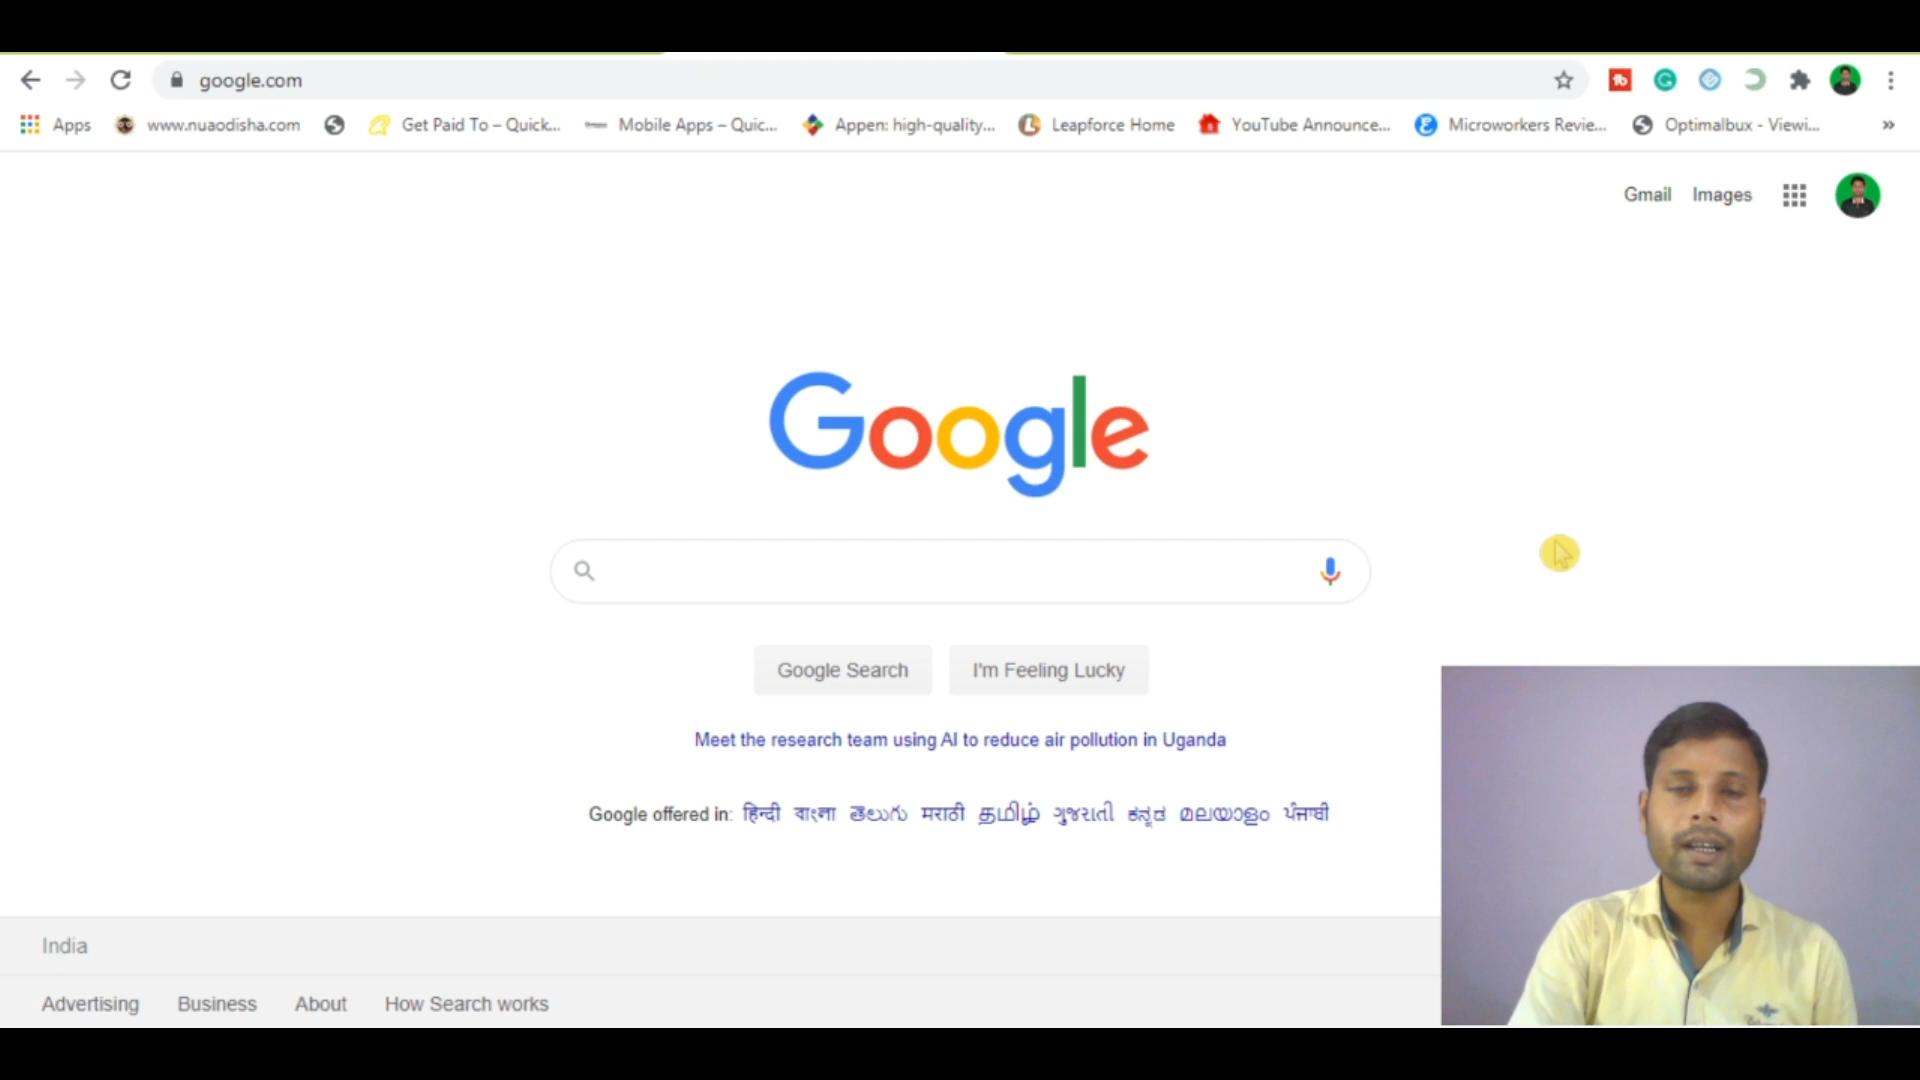 google.com
Apps www.nuaodisha.com Get Paid To – Quick... Mobile Apps – Quic... Appen: high-quality... Leapforce Home YouTube Announce... Microworkers Revie... Optimalbux - Viewi... »
Gmail Images
Google
Google Search I'm Feeling Lucky
Meet the research team using AI to reduce air pollution in Uganda
Google offered in: हिन्दी বাংলা తెలుగు मराठी தமிழ் ગુજરાતી ಕನ್ನಡ മലയാളം ਪੰਜਾਬੀ
India
Advertising Business About How Search works